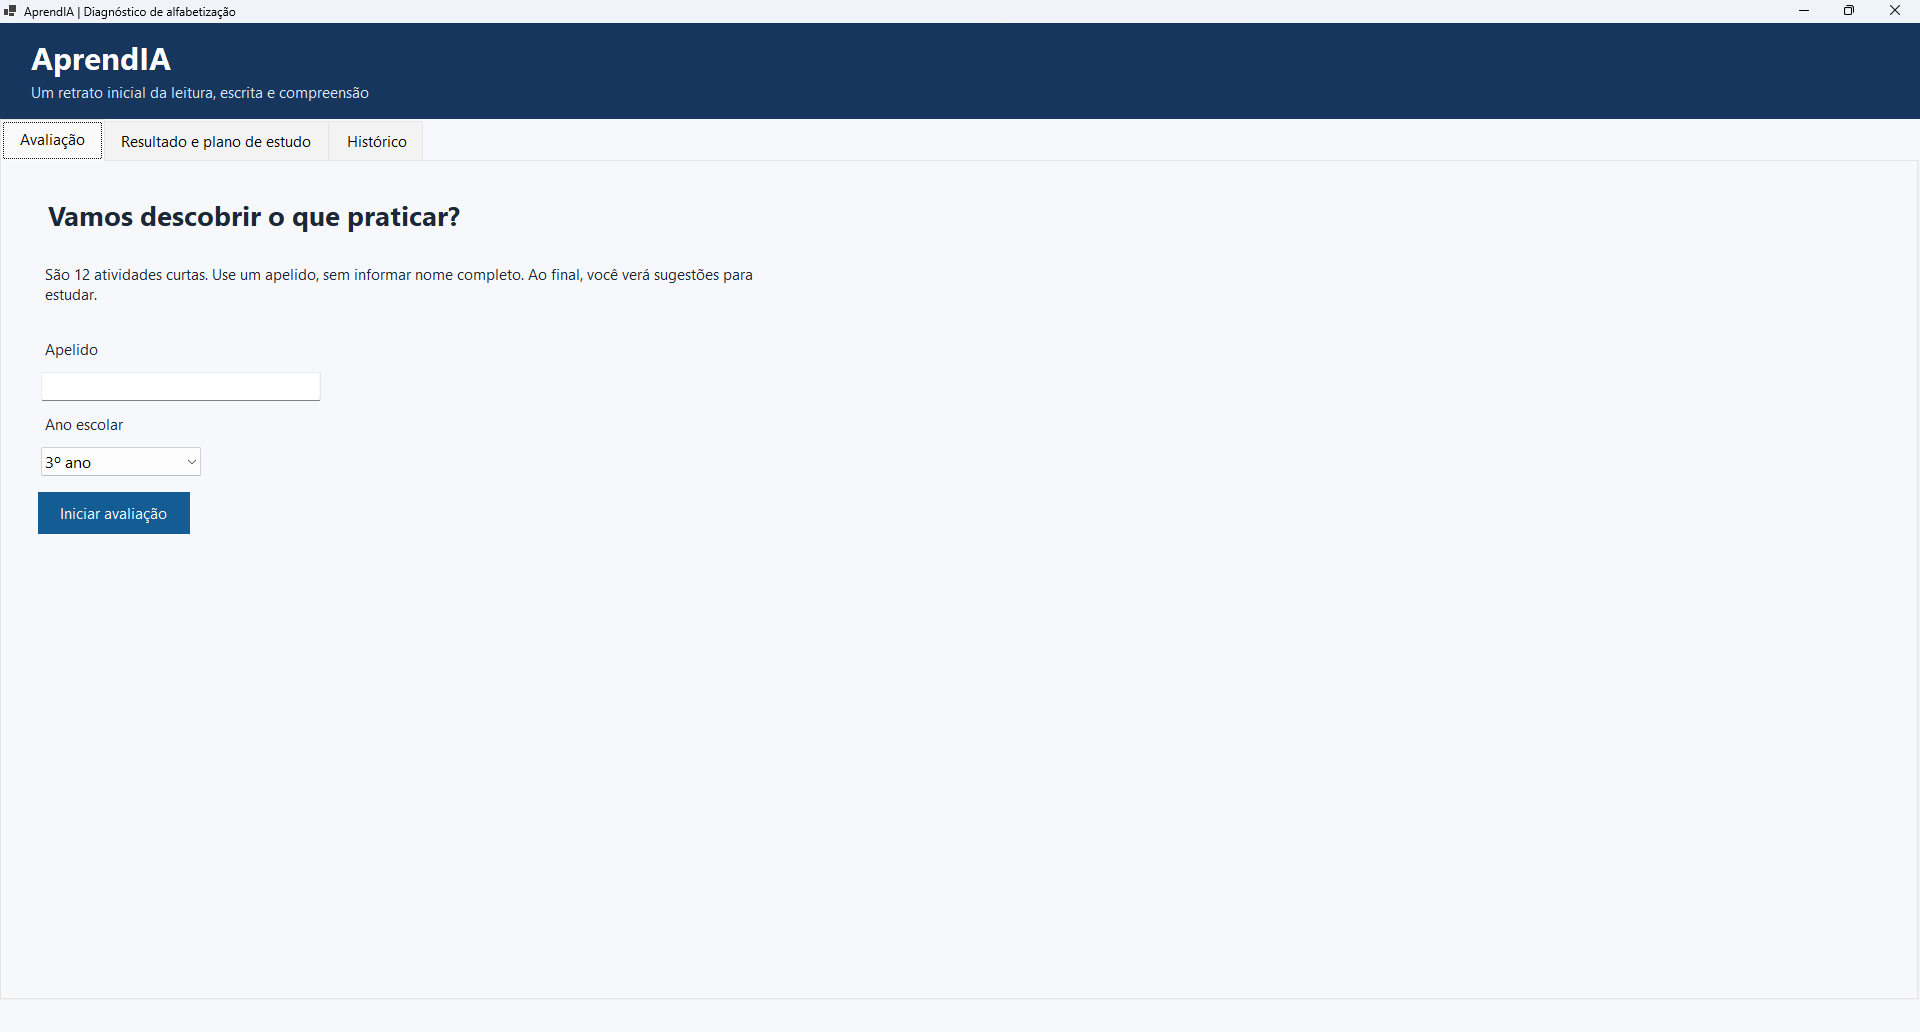 AprendIA | Diagnóstico de alfabetização
AprendIA
Um retrato inicial da leitura, escrita e compreensão
Avaliação
Resultado e plano de estudo
Histórico
Vamos descobrir o que praticar?
São 12 atividades curtas. Use um apelido, sem informar nome completo. Ao final, você verá sugestões para
estudar.
Apelido
Ano escolar
3º ano
Iniciar avaliação